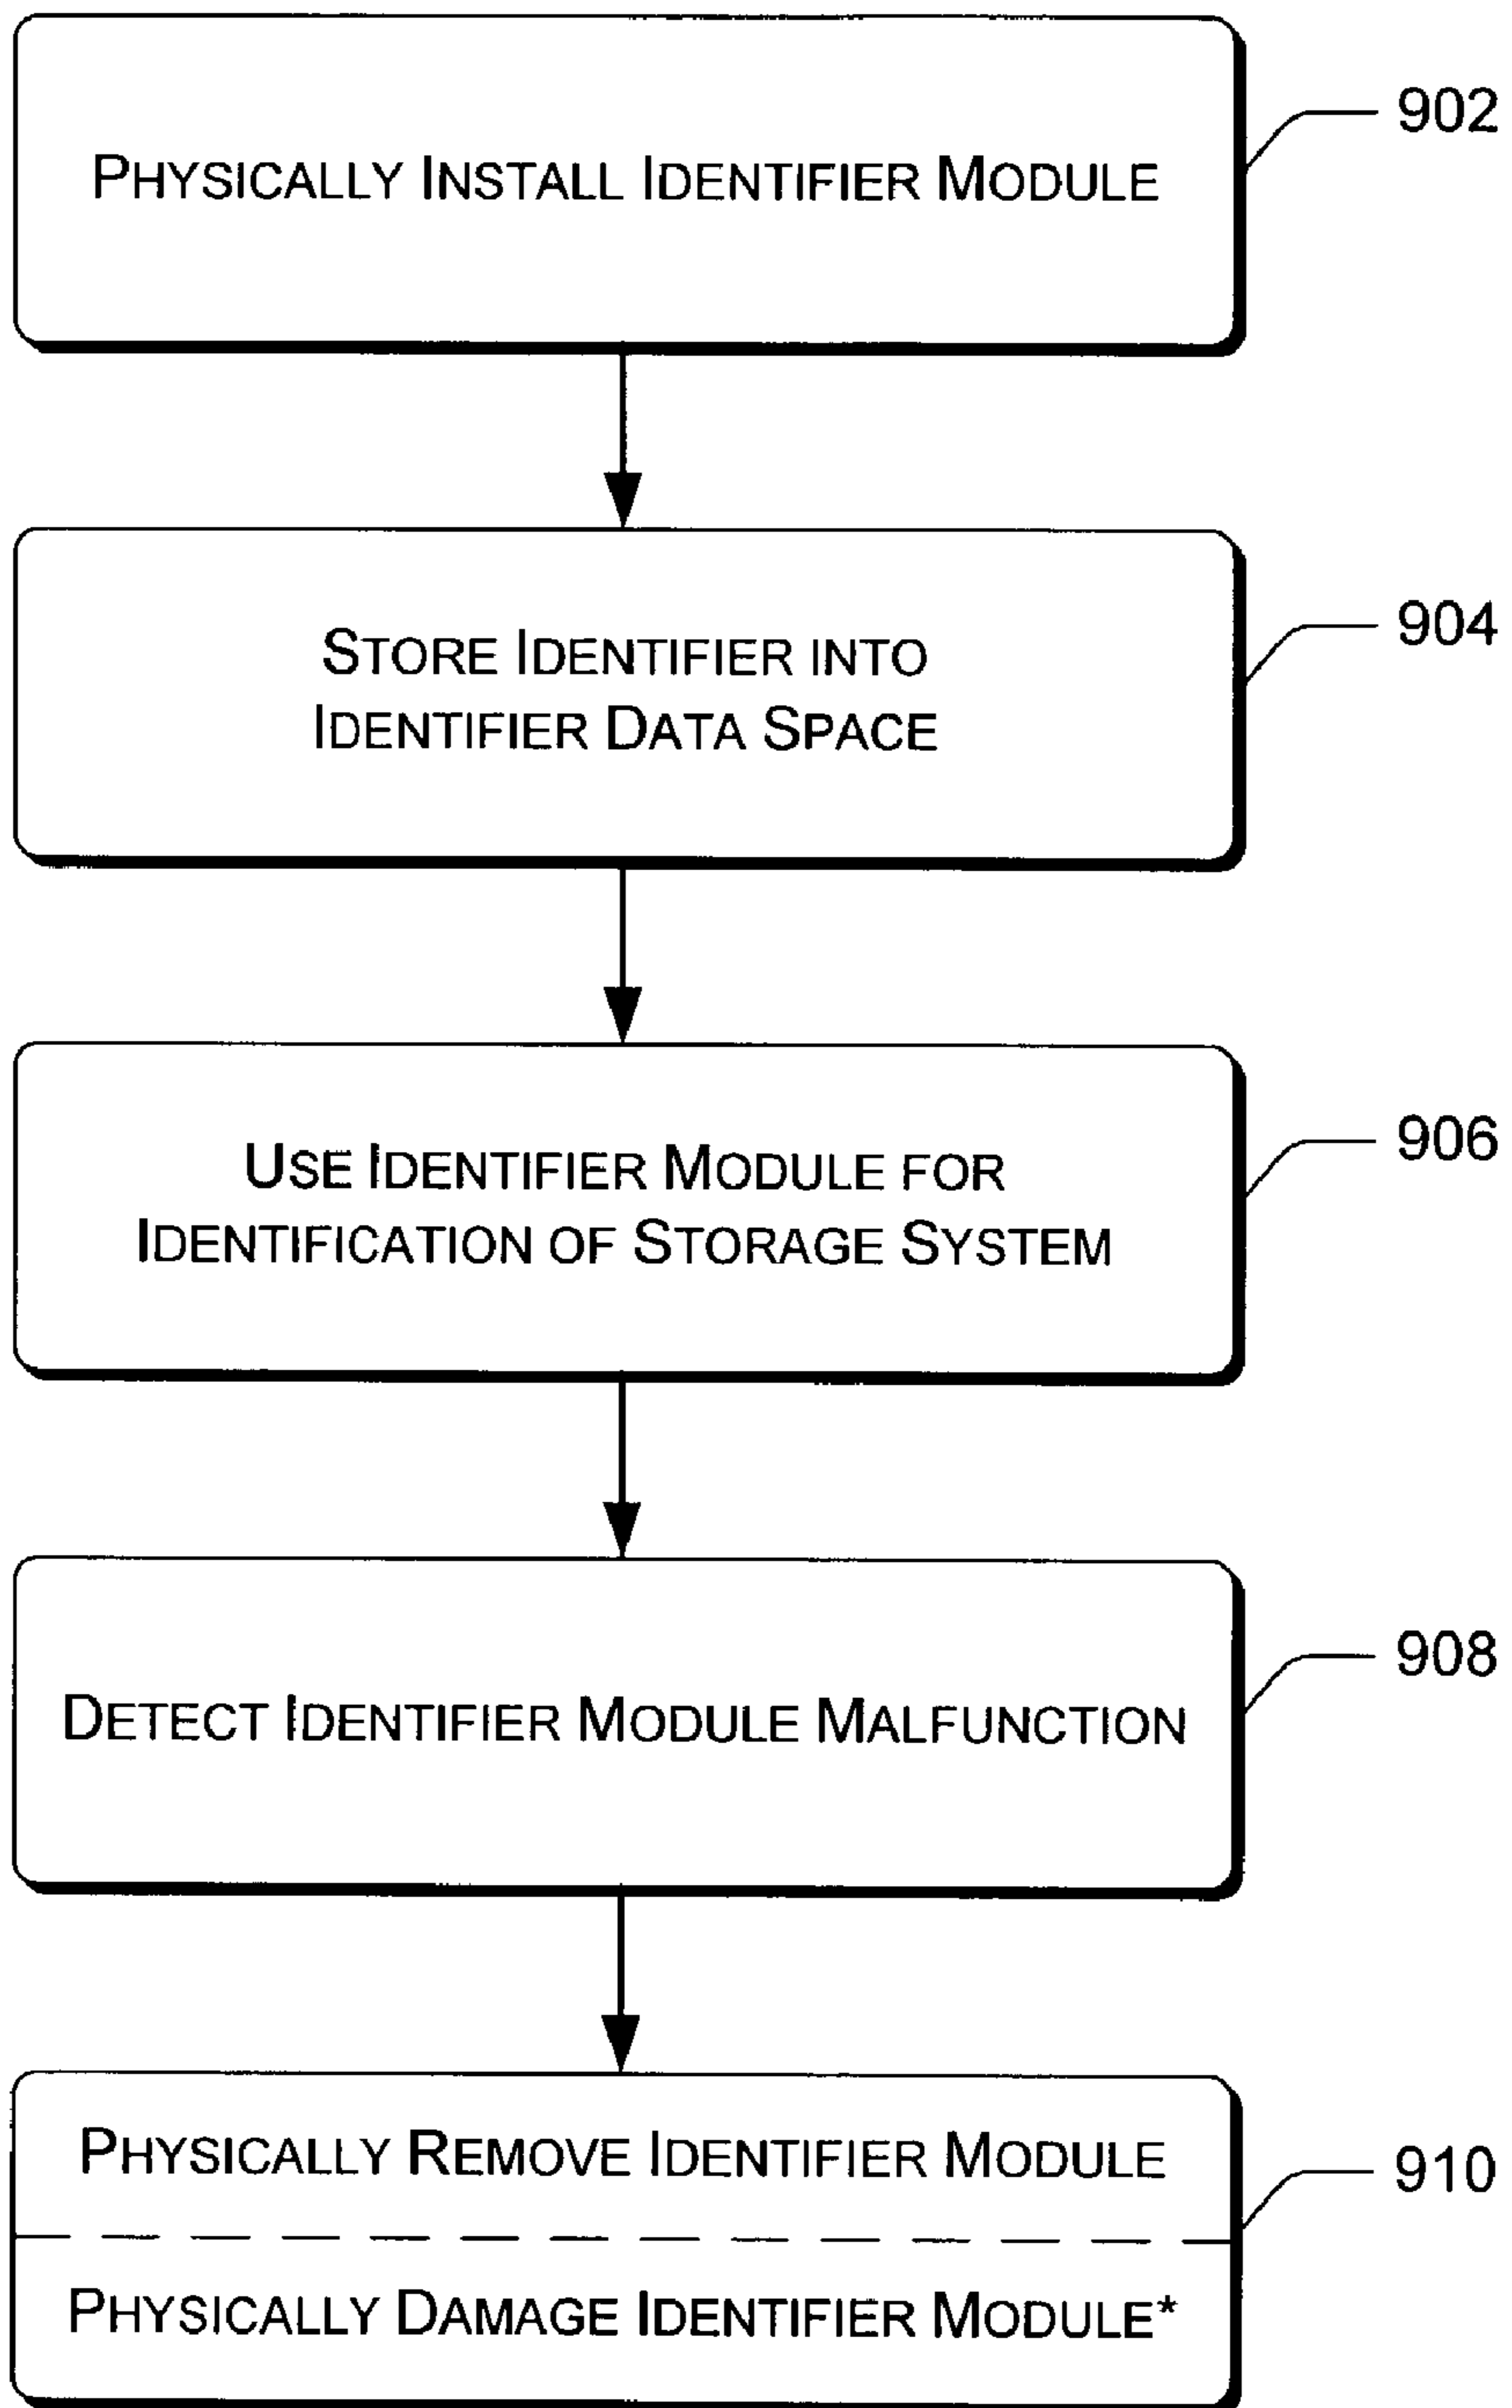 PHYSICALLY INSTALL IDENTIFIER MODULE
902
STORE IDENTIFIER INTO
IDENTIFIER DATA SPACE
904
USE IDENTIFIER MODULE FOR
IDENTIFICATION OF STORAGE SYSTEM
906
DETECT IDENTIFIER MODULE MALFUNCTION
908
PHYSICALLY REMOVE IDENTIFIER MODULE
910
PHYSICALLY DAMAGE IDENTIFIER MODULE*